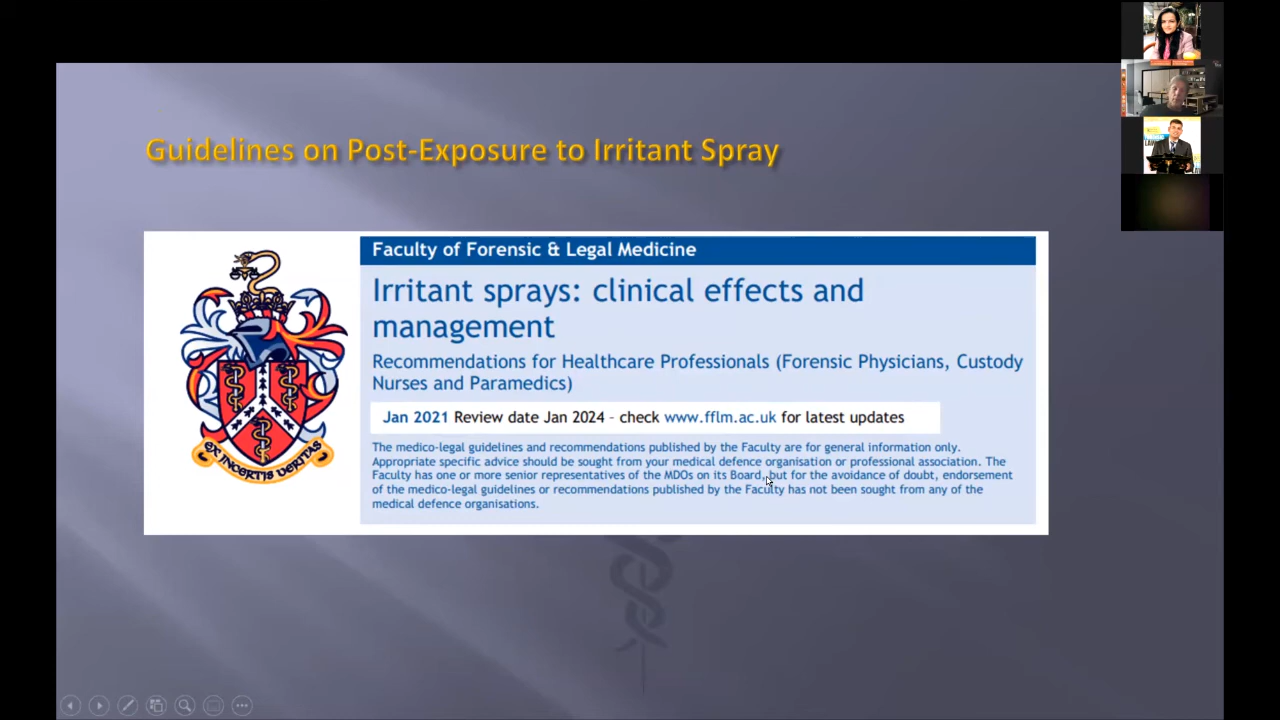 Guidelines on Post-Exposure to Irritant Spray
Faculty of Forensic & Legal Medicine
Irritant sprays: clinical effects and
management
Recommendations for Healthcare Professionals (Forensic Physicians, Custody
Nurses and Paramedics)
Jan 2021 Review date Jan 2024 - check www.fflm.ac.uk for latest updates
The medico-legal guidelines and recommendations published by the Faculty are for general information only.
Appropriate specific advice should be sought from your medical defence organisation or professional association. The
Faculty has one or more senior representatives of the MDOs on its Board, but for the avoidance of doubt, endorsement
of the medico-legal guidelines or recommendations published by the Faculty has not been sought from any of the
medical defence organisations.
EX INCERTIS VERITAS